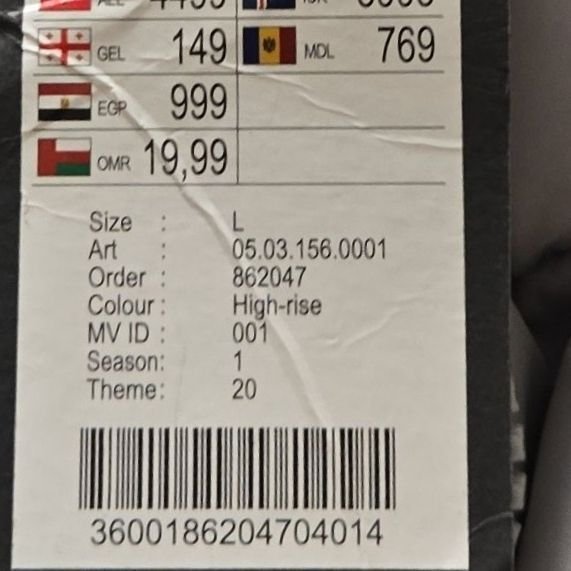 GEL 149 MDL 769
EGP 999
OMR 19,99
Size : L
Art : 05.03.156.0001
Order : 862047
Colour : High-rise
MV ID : 001
Season: 1
Theme: 20
3600186204704014